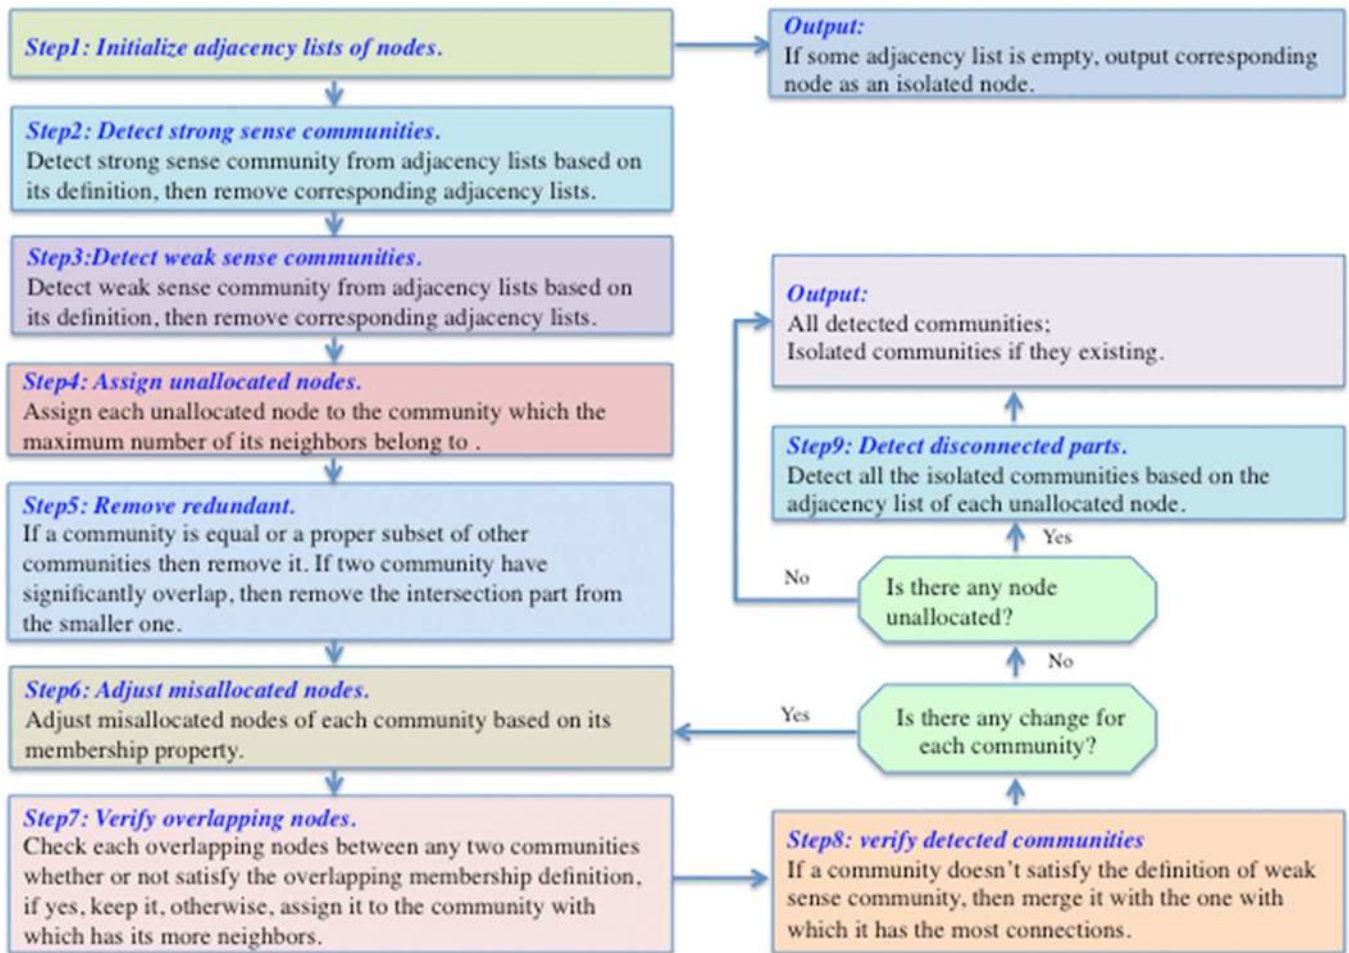 Step1: Initialize adjacency lists of nodes.
Output:
If some adjacency list is empty, output corresponding
node as an isolated node.
Step2: Detect strong sense communities.
Detect strong sense community from adjacency lists based on
its definition, then remove corresponding adjacency lists.
Step3:Detect weak sense communities.
Detect weak sense community from adjacency lists based on
its definition, then remove corresponding adjacency lists.
Step4: Assign unallocated nodes.
Assign each unallocated node to the community which the
maximum number of its neighbors belong to .
Step5: Remove redundant.
If a community is equal or a proper subset of other
communities then remove it. If two community have
significantly overlap, then remove the intersection part from
the smaller one.
Step6: Adjust misallocated nodes.
Adjust misallocated nodes of each community based on its
membership property.
Step7: Verify overlapping nodes.
Check each overlapping nodes between any two communities
whether or not satisfy the overlapping membership definition,
if yes, keep it, otherwise, assign it to the community with
which has its more neighbors.
Step8: verify detected communities
If a community doesn't satisfy the definition of weak
sense community, then merge it with the one with
which it has the most connections.
Is there any change for
each community?
Yes
No
Is there any node
unallocated?
No
Yes
Step9: Detect disconnected parts.
Detect all the isolated communities based on the
adjacency list of each unallocated node.
Output:
All detected communities;
Isolated communities if they existing.